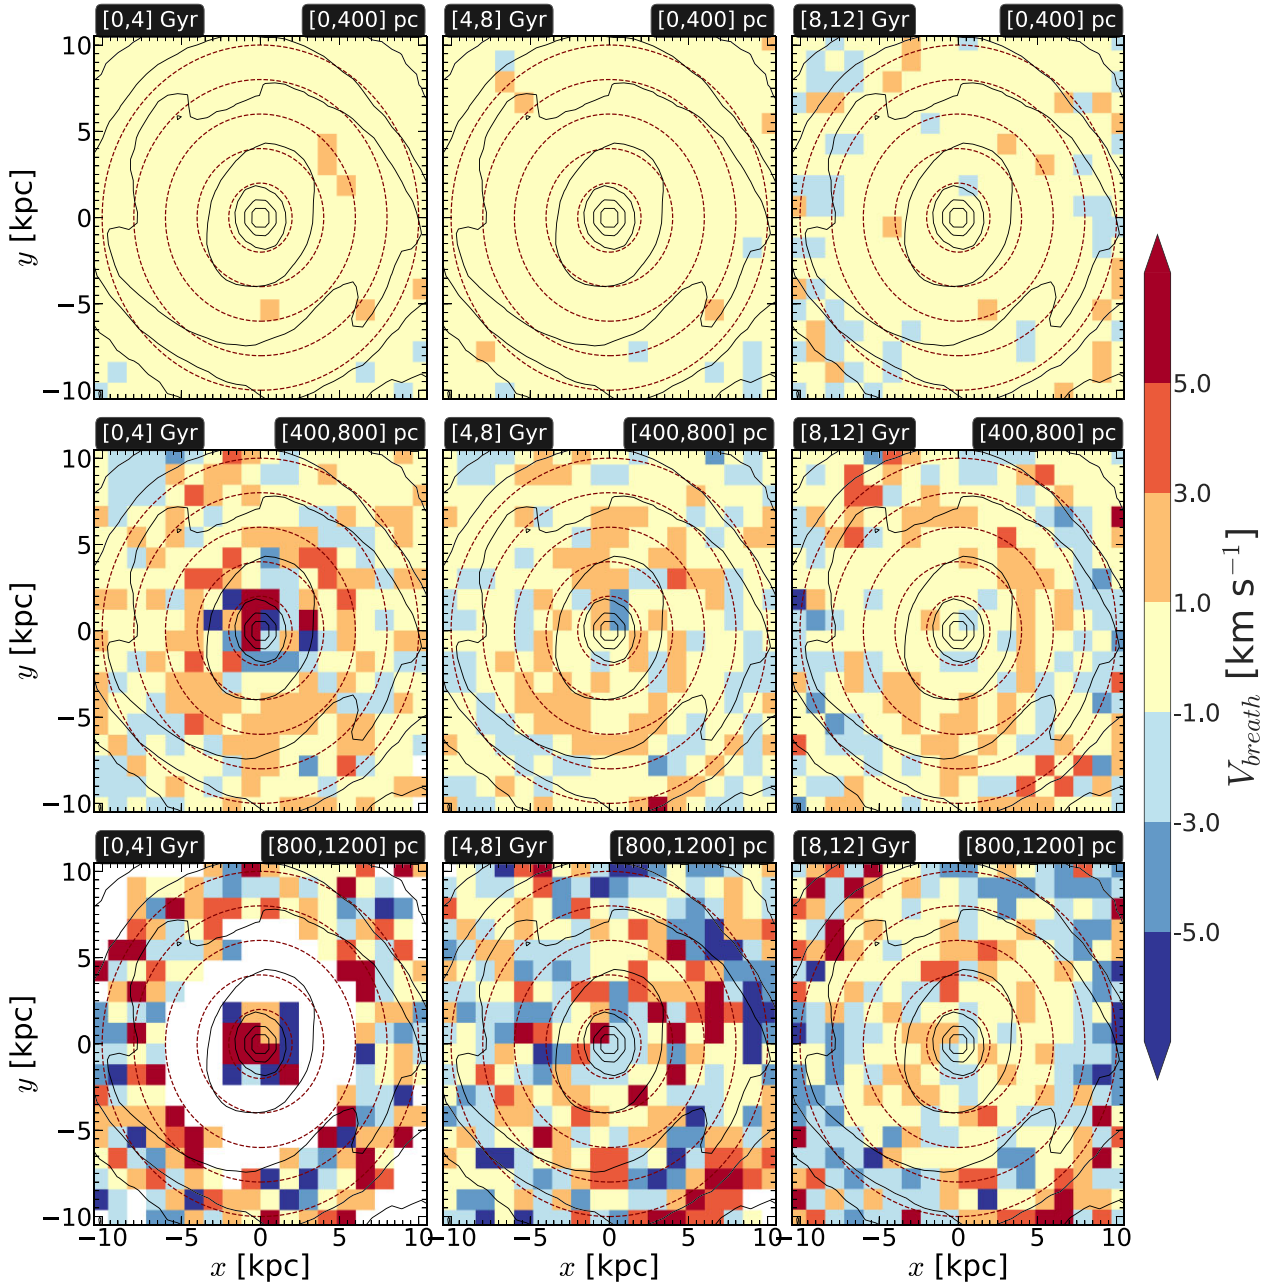 [0,4] Gyr [0,400] pc [4,8] Gyr [0,400] pc [8,12] Gyr [0,400] pc
10
5
y [kpc]
0
−5
−10
[0,4] Gyr [400,800] pc [4,8] Gyr [400,800] pc [8,12] Gyr [400,800] pc
10
5
y [kpc]
0
−5
−10
[0,4] Gyr [800,1200] pc [4,8] Gyr [800,1200] pc [8,12] Gyr [800,1200] pc
10
5
y [kpc]
0
−5
−10
−10 −5 0 5 10 −5 0 5 10 −5 0 5 10
x [kpc] x [kpc] x [kpc]
5.0
3.0
1.0
-1.0
-3.0
-5.0
V_breath [km s⁻¹]